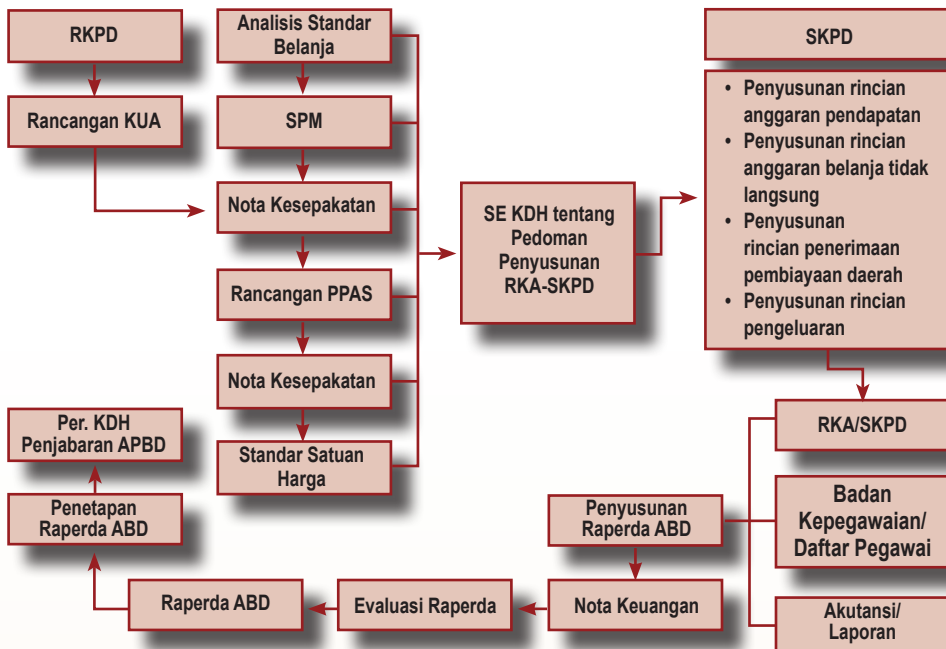 RKPD
Rancangan KUA
Analisis Standar
Belanja
SPM
Nota Kesepakatan
Rancangan PPAS
Nota Kesepakatan
Standar Satuan
Harga
SE KDH tentang
Pedoman
Penyusunan
RKA-SKPD
SKPD
• Penyusunan rincian
anggaran pendapatan
• Penyusunan rincian
anggaran belanja tidak
langsung
• Penyusunan
rincian penerimaan
pembiayaan daerah
• Penyusunan rincian
pengeluaran
RKA/SKPD
Badan
Kepegawaian/
Daftar Pegawai
Akutansi/
Laporan
Penyusunan
Raperda ABD
Nota Keuangan
Evaluasi Raperda
Raperda ABD
Penetapan
Raperda ABD
Per. KDH
Penjabaran APBD